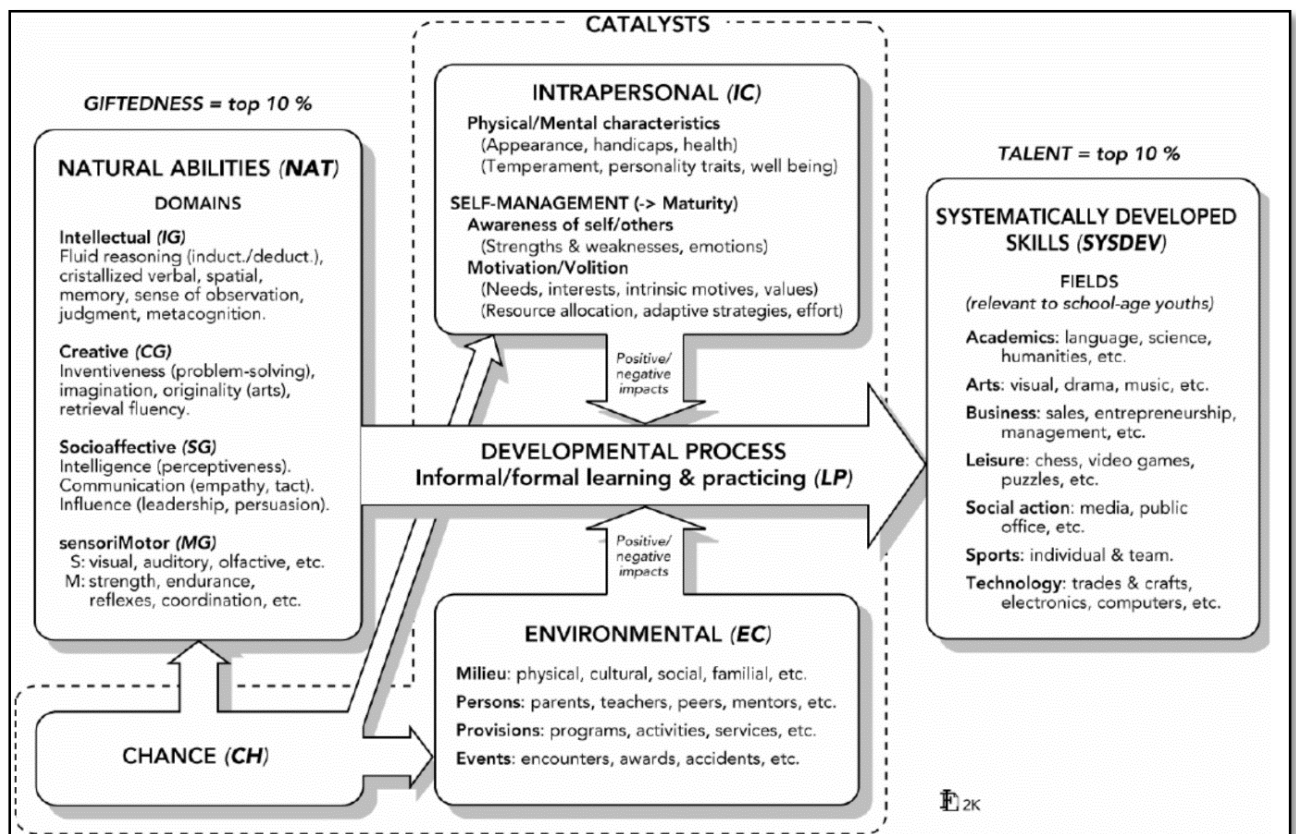 CATALYSTS
GIFTEDNESS = top 10 %
NATURAL ABILITIES (NAT)
DOMAINS
Intellectual (IG)
Fluid reasoning (induct./deduct.),
cristallized verbal, spatial,
memory, sense of observation,
judgment, metacognition.
Creative (CG)
Inventiveness (problem-solving),
imagination, originality (arts),
retrieval fluency.
Socioaffective (SG)
Intelligence (perceptiveness).
Communication (empathy, tact).
Influence (leadership, persuasion).
sensoriMotor (MG)
S: visual, auditory, olfactive, etc.
M: strength, endurance,
reflexes, coordination, etc.
CHANCE (CH)
INTRAPERSONAL (IC)
Physical/Mental characteristics
(Appearance, handicaps, health)
(Temperament, personality traits, well being)
SELF-MANAGEMENT (-> Maturity)
Awareness of self/others
(Strengths & weaknesses, emotions)
Motivation/Volition
(Needs, interests, intrinsic motives, values)
(Resource allocation, adaptive strategies, effort)
Positive/
negative
impacts
DEVELOPMENTAL PROCESS
Informal/formal learning & practicing (LP)
Positive/
negative
impacts
ENVIRONMENTAL (EC)
Milieu: physical, cultural, social, familial, etc.
Persons: parents, teachers, peers, mentors, etc.
Provisions: programs, activities, services, etc.
Events: encounters, awards, accidents, etc.
TALENT = top 10 %
SYSTEMATICALLY DEVELOPED
SKILLS (SYSDEV)
FIELDS
(relevant to school-age youths)
Academics: language, science,
humanities, etc.
Arts: visual, drama, music, etc.
Business: sales, entrepreneurship,
management, etc.
Leisure: chess, video games,
puzzles, etc.
Social action: media, public
office, etc.
Sports: individual & team.
Technology: trades & crafts,
electronics, computers, etc.
2K